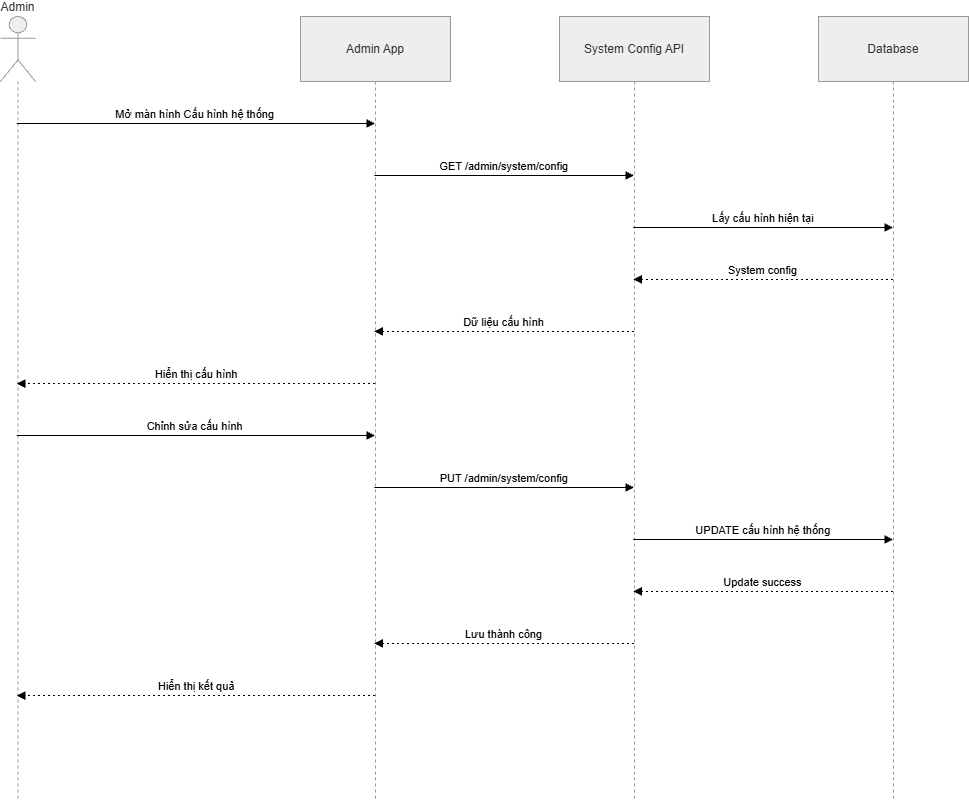 Admin
Admin App
System Config API
Database
Mở màn hình Cấu hình hệ thống
GET /admin/system/config
Lấy cấu hình hiện tại
System config
Dữ liệu cấu hình
Hiển thị cấu hình
Chỉnh sửa cấu hình
PUT /admin/system/config
UPDATE cấu hình hệ thống
Update success
Lưu thành công
Hiển thị kết quả